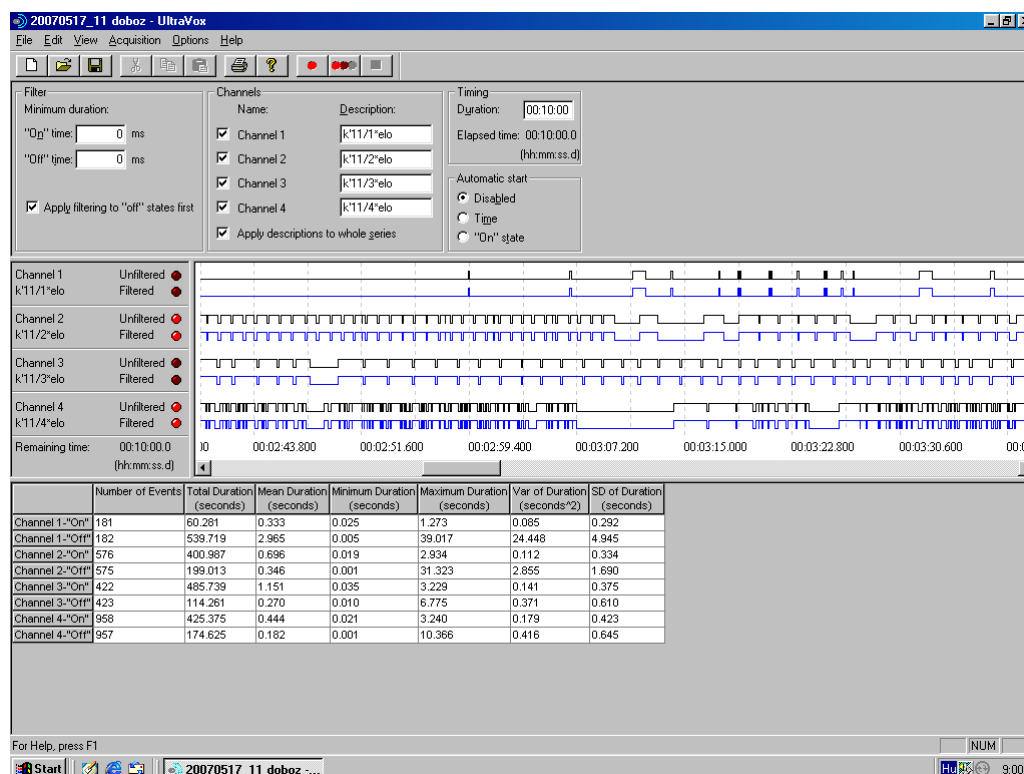 20070517_11 doboz - UltraVox
File Edit View Acquisition Options Help
Filter
Minimum duration:
"On" time: 0 ms
"Off" time: 0 ms
Apply filtering to "off" states first
Channels
Name: Description:
Channel 1 k'11/1*elo
Channel 2 k'11/2*elo
Channel 3 k'11/3*elo
Channel 4 k'11/4*elo
Apply descriptions to whole series
Timing
Duration: 00:10:00
Elapsed time: 00:10:00.0
(hh:mm:ss.d)
Automatic start
Disabled
Time
"On" state
Channel 1 Unfiltered
k'11/1*elo Filtered
Channel 2 Unfiltered
k'11/2*elo Filtered
Channel 3 Unfiltered
k'11/3*elo Filtered
Channel 4 Unfiltered
k'11/4*elo Filtered
Remaining time: 00:10:00.0
(hh:mm:ss.d)
00:02:43.800 00:02:51.600 00:02:59.400 00:03:07.200 00:03:15.000 00:03:22.800 00:03:30.600
Number of Events Total Duration (seconds) Mean Duration (seconds) Minimum Duration (seconds) Maximum Duration (seconds) Var of Duration (seconds^2) SD of Duration (seconds)
Channel 1-"On" 181 60.281 0.333 0.025 1.273 0.085 0.292
Channel 1-"Off" 182 539.719 2.965 0.005 39.017 24.448 4.945
Channel 2-"On" 576 400.987 0.696 0.019 2.934 0.112 0.334
Channel 2-"Off" 575 199.013 0.346 0.001 31.323 2.855 1.690
Channel 3-"On" 422 485.739 1.151 0.035 3.229 0.141 0.375
Channel 3-"Off" 423 114.261 0.270 0.010 6.775 0.371 0.610
Channel 4-"On" 958 425.375 0.444 0.021 3.240 0.179 0.423
Channel 4-"Off" 957 174.625 0.182 0.001 10.366 0.416 0.645
For Help, press F1
NUM
Start
20070517_11 doboz -...
Hu
9:00